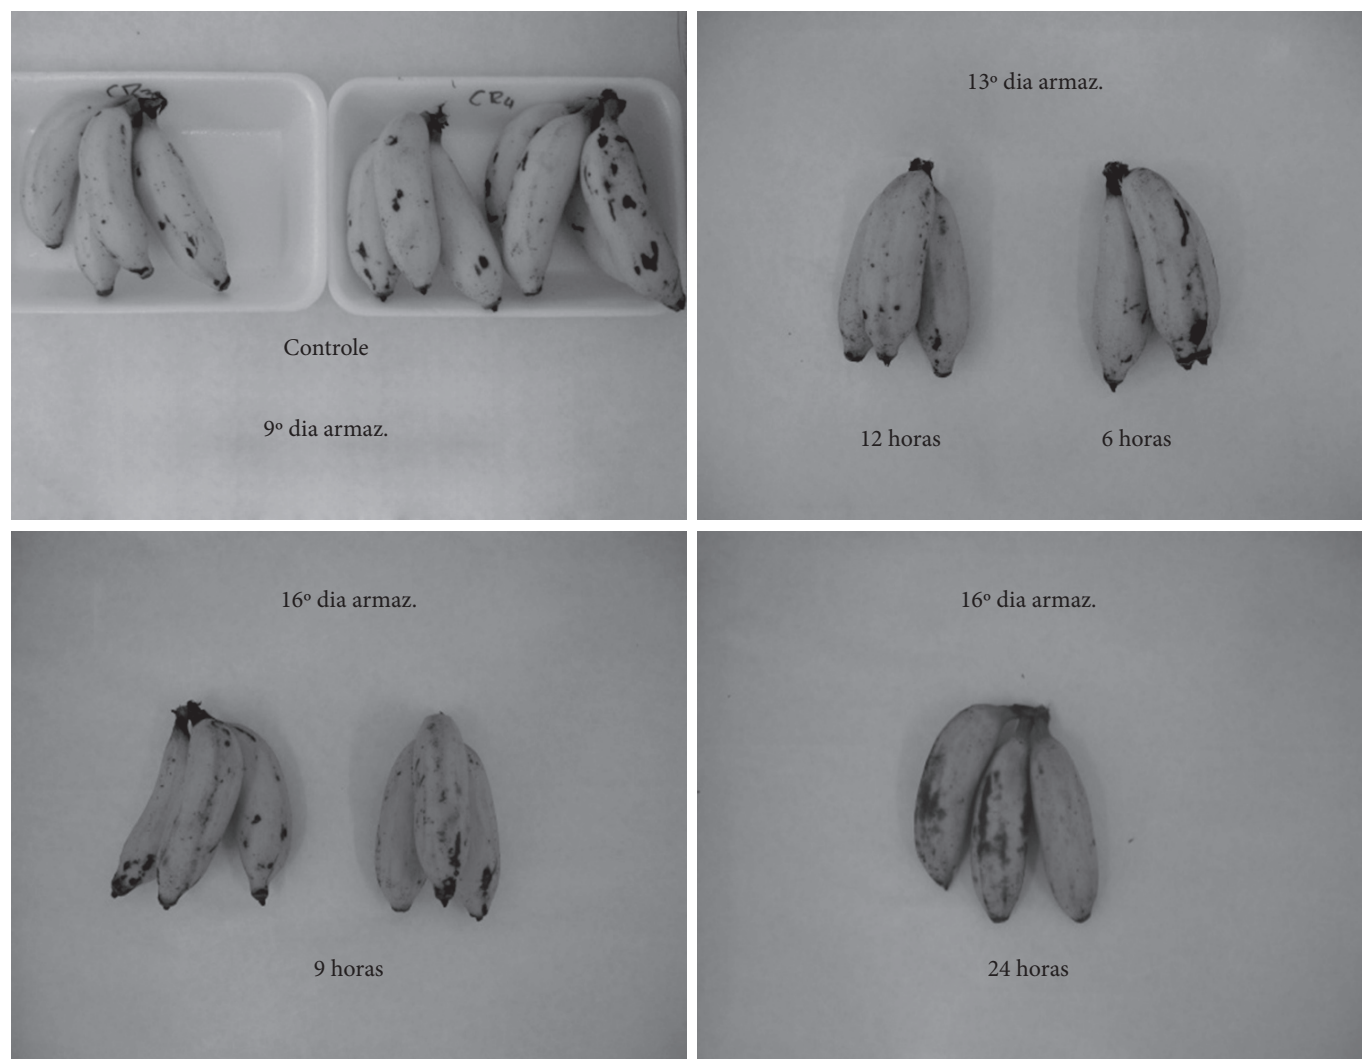 CR4
Controle
9º dia armaz.
13º dia armaz.
12 horas
6 horas
16º dia armaz.
9 horas
16º dia armaz.
24 horas